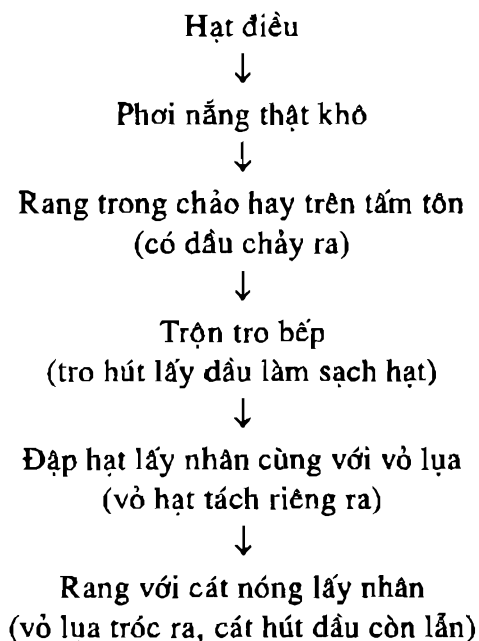 Hạt điều
↓
Phơi nắng thật khô
↓
Rang trong chảo hay trên tấm tôn
(có dầu chảy ra)
↓
Trộn tro bếp
(tro hút lấy dầu làm sạch hạt)
↓
Đập hạt lấy nhân cùng với vỏ lụa
(vỏ hạt tách riêng ra)
↓
Rang với cát nóng lấy nhân
(vỏ lua tróc ra, cát hút dầu còn lẫn)